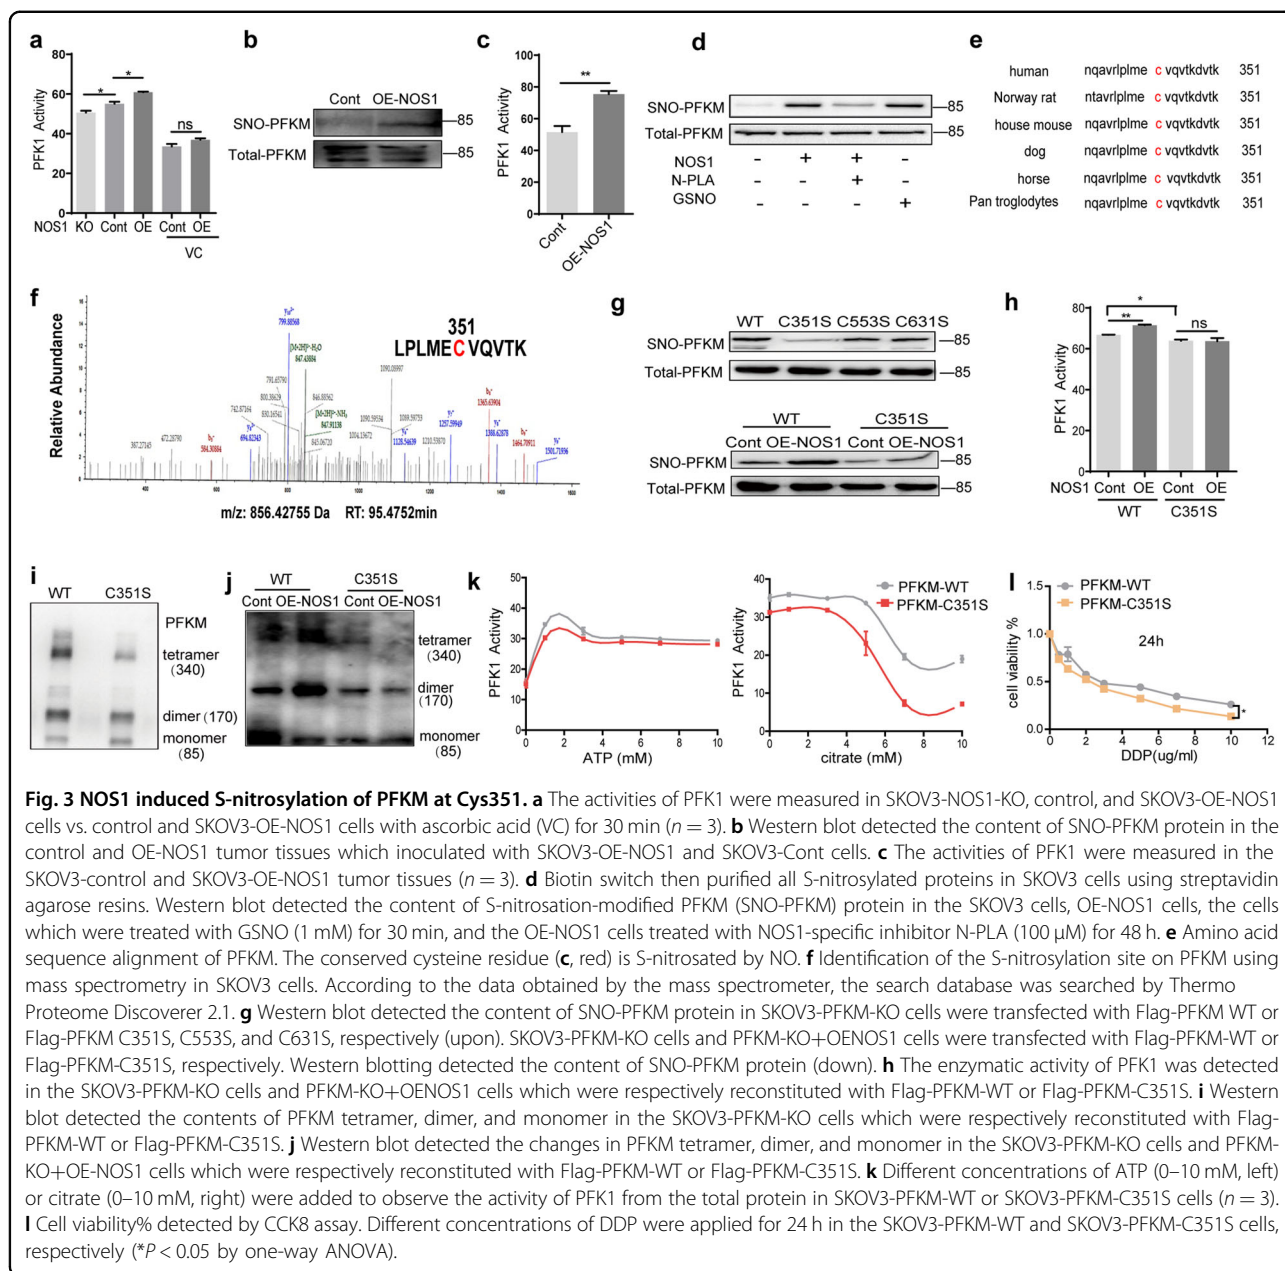 a
b
c
d
e
80
60
40
20
0
PFK1 Activity
*
*
ns
NOS1 KO Cont OE Cont OE
VC
Cont OE-NOS1
SNO-PFKM
Total-PFKM
85
85
100
80
60
40
20
0
PFK1 Activity
**
Cont
OE-NOS1
SNO-PFKM
Total-PFKM
85
85
NOS1 - + + -
N-PLA - - + -
GSNO - - - +
human nqavrlplme c vqvtkdvtk 351
Norway rat ntavrlplme c vqvtkdvtk 351
house mouse nqavrlplme c vqvtkdvtk 351
dog nqavrlplme c vqvtkdvtk 351
horse nqavrlplme c vqvtkdvtk 351
Pan troglodytes nqavrlplme c vqvtkdvtk 351
f
g
h
Relative Abundance
351
LPLMECVQVTK
799.88568
[M+2H]²⁺-H₂O
847.43884
1090.08997
400
800
1200
1600
m/z: 856.42755 Da RT: 95.4752min
WT C351S C553S C631S
SNO-PFKM
Total-PFKM
85
85
WT C351S
Cont OE-NOS1 Cont OE-NOS1
SNO-PFKM
Total-PFKM
85
85
80
60
40
20
0
PFK1 Activity
*
**
ns
NOS1 Cont OE Cont OE
WT C351S
i
j
k
l
WT C351S
PFKM
tetramer
(340)
dimer (170)
monomer
(85)
WT C351S
Cont OE-NOS1 Cont OE-NOS1
tetramer
(340)
dimer
(170)
monomer
(85)
50
40
30
20
10
0
PFK1 Activity
0 2 4 6 8 10
ATP (mM)
40
30
20
10
0
PFK1 Activity
0 2 4 6 8 10
citrate (mM)
PFKM-WT
PFKM-C351S
1.5
1.0
0.5
0.0
cell viability %
PFKM-WT
PFKM-C351S
24h
*
0 2 4 6 8 10 12
DDP(ug/ml)
Fig. 3 NOS1 induced S-nitrosylation of PFKM at Cys351. a The activities of PFK1 were measured in SKOV3-NOS1-KO, control, and SKOV3-OE-NOS1
cells vs. control and SKOV3-OE-NOS1 cells with ascorbic acid (VC) for 30 min (n = 3). b Western blot detected the content of SNO-PFKM protein in the
control and OE-NOS1 tumor tissues which inoculated with SKOV3-OE-NOS1 and SKOV3-Cont cells. c The activities of PFK1 were measured in the
SKOV3-control and SKOV3-OE-NOS1 tumor tissues (n = 3). d Biotin switch then purified all S-nitrosylated proteins in SKOV3 cells using streptavidin
agarose resins. Western blot detected the content of S-nitrosation-modified PFKM (SNO-PFKM) protein in the SKOV3 cells, OE-NOS1 cells, the cells
which were treated with GSNO (1 mM) for 30 min, and the OE-NOS1 cells treated with NOS1-specific inhibitor N-PLA (100 μM) for 48 h. e Amino acid
sequence alignment of PFKM. The conserved cysteine residue (c, red) is S-nitrosated by NO. f Identification of the S-nitrosylation site on PFKM using
mass spectrometry in SKOV3 cells. According to the data obtained by the mass spectrometer, the search database was searched by Thermo
Proteome Discoverer 2.1. g Western blot detected the content of SNO-PFKM protein in SKOV3-PFKM-KO cells were transfected with Flag-PFKM WT or
Flag-PFKM C351S, C553S, and C631S, respectively (upon). SKOV3-PFKM-KO cells and PFKM-KO+OENOS1 cells were transfected with Flag-PFKM-WT or
Flag-PFKM-C351S, respectively. Western blotting detected the content of SNO-PFKM protein (down). h The enzymatic activity of PFK1 was detected
in the SKOV3-PFKM-KO cells and PFKM-KO+OENOS1 cells which were respectively reconstituted with Flag-PFKM-WT or Flag-PFKM-C351S. i Western
blot detected the contents of PFKM tetramer, dimer, and monomer in the SKOV3-PFKM-KO cells which were respectively reconstituted with Flag-
PFKM-WT or Flag-PFKM-C351S. j Western blot detected the changes in PFKM tetramer, dimer, and monomer in the SKOV3-PFKM-KO cells and PFKM-
KO+OE-NOS1 cells which were respectively reconstituted with Flag-PFKM-WT or Flag-PFKM-C351S. k Different concentrations of ATP (0–10 mM, left)
or citrate (0–10 mM, right) were added to observe the activity of PFK1 from the total protein in SKOV3-PFKM-WT or SKOV3-PFKM-C351S cells (n = 3).
l Cell viability% detected by CCK8 assay. Different concentrations of DDP were applied for 24 h in the SKOV3-PFKM-WT and SKOV3-PFKM-C351S cells,
respectively (*P < 0.05 by one-way ANOVA).